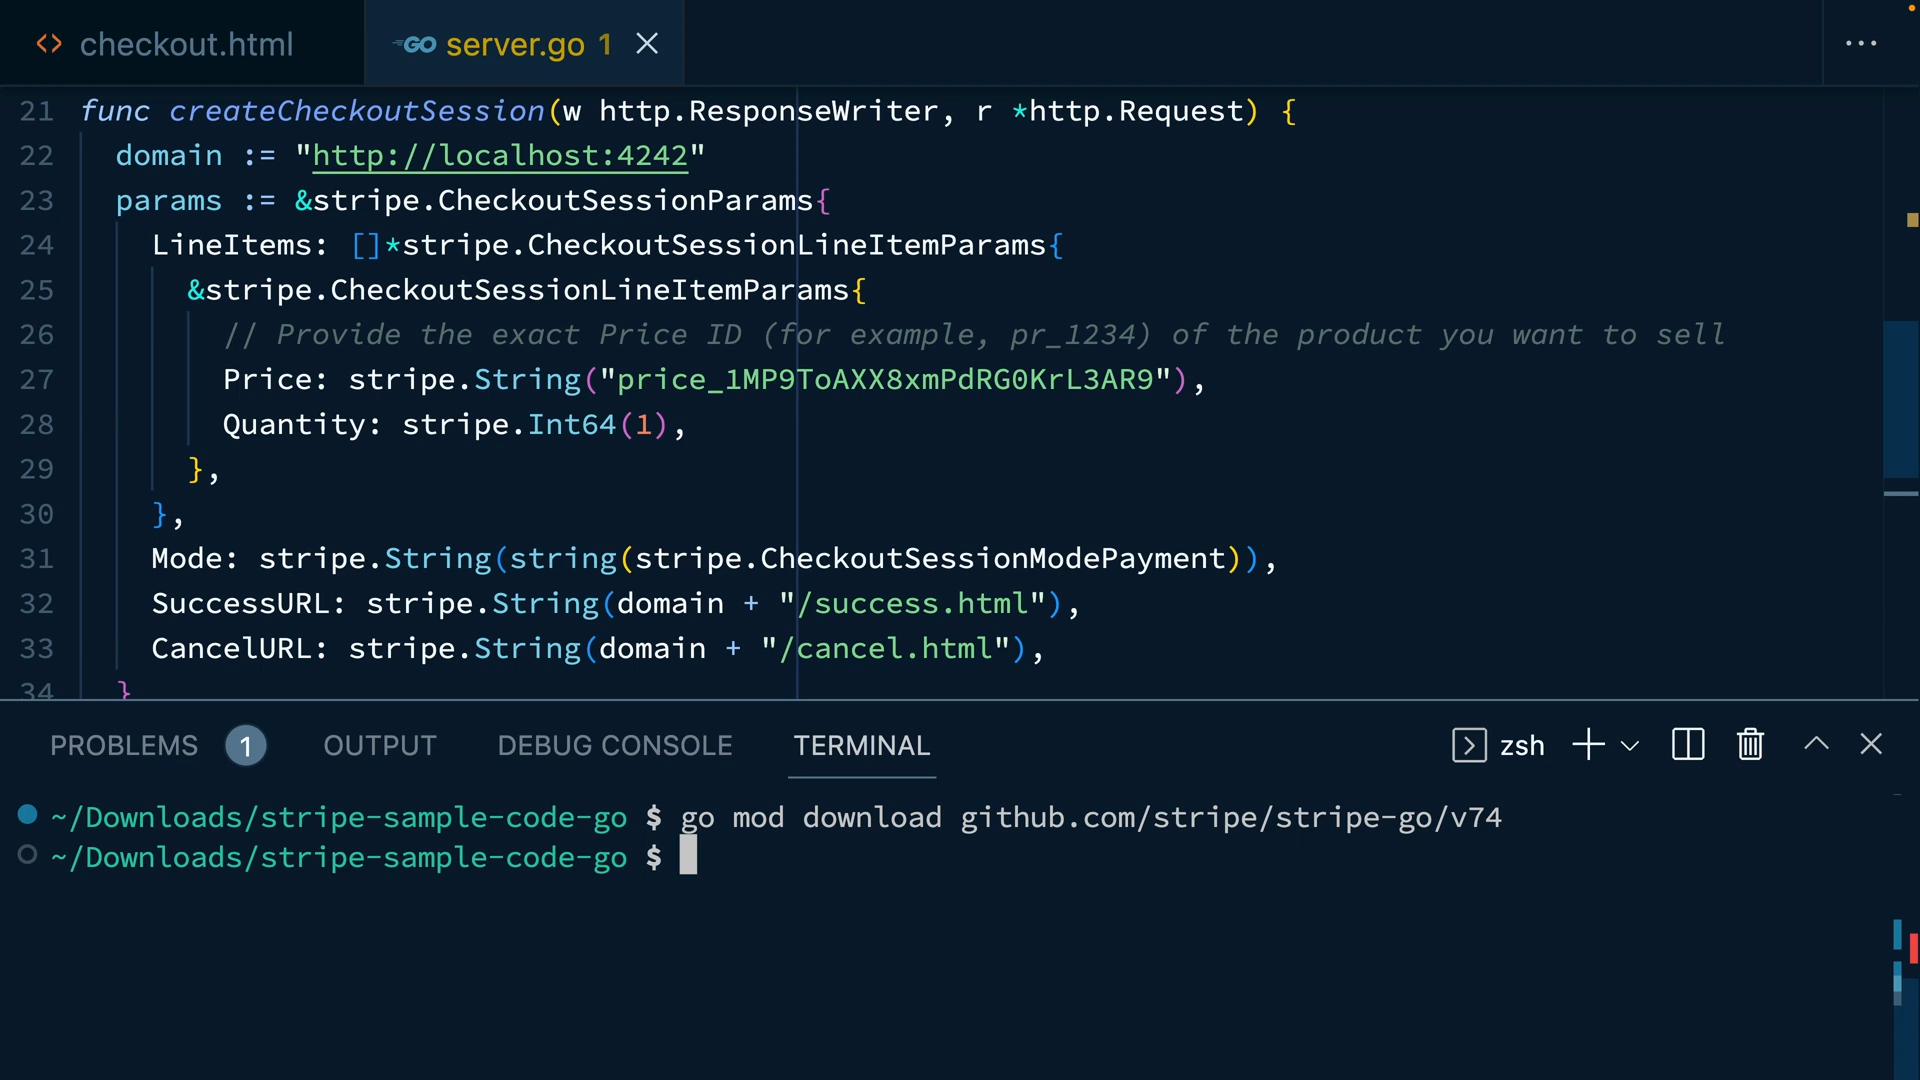 checkout.html
GO server.go 1
21 func createCheckoutSession(w http.ResponseWriter, r *http.Request) {
22 domain := "http://localhost:4242"
23 params := &stripe.CheckoutSessionParams{
24 LineItems: []*stripe.CheckoutSessionLineItemParams{
25 &stripe.CheckoutSessionLineItemParams{
26 // Provide the exact Price ID (for example, pr_1234) of the product you want to sell
27 Price: stripe.String("price_1MP9ToAXX8xmPdRG0KrL3AR9"),
28 Quantity: stripe.Int64(1),
29 },
30 },
31 Mode: stripe.String(string(stripe.CheckoutSessionModePayment)),
32 SuccessURL: stripe.String(domain + "/success.html"),
33 CancelURL: stripe.String(domain + "/cancel.html"),
34 }
PROBLEMS 1 OUTPUT DEBUG CONSOLE TERMINAL zsh
~/Downloads/stripe-sample-code-go $ go mod download github.com/stripe/stripe-go/v74
~/Downloads/stripe-sample-code-go $